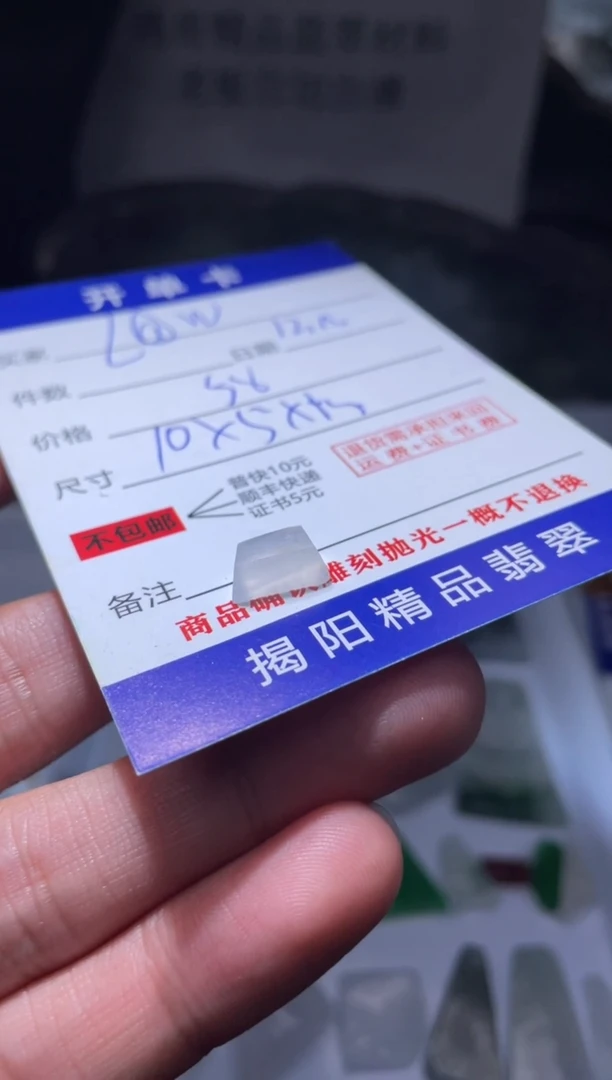 开单卡
买家
日期
件数
58
价格
10X5X
尺寸
退货需承担来回
运费+证书费
不包邮
普快10元
顺丰快递
证书5元
备注
商品确认雕刻抛光一概不退换
揭阳精品翡翠